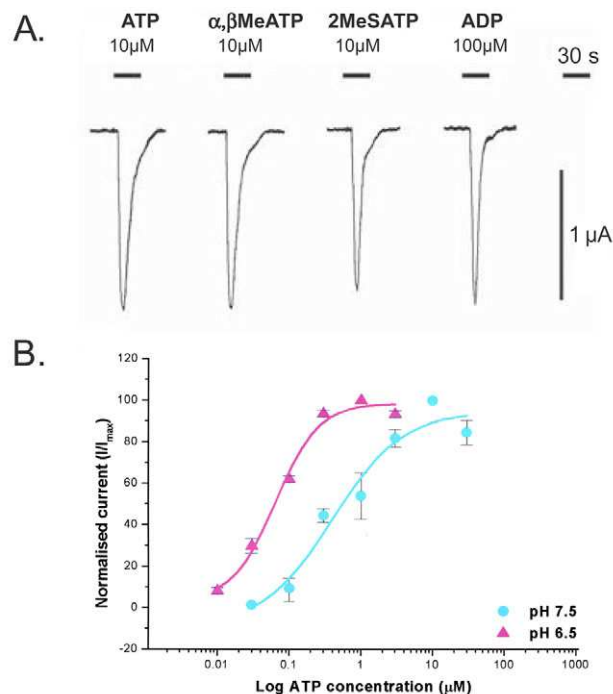 A.
ATP α,βMeATP 2MeSATP ADP
10µM 10µM 10µM 100µM 30 s
1 µA
B.
Normalised current (I/Imax)
120
100
80
60
40
20
0
-20
0.01 0.1 1 10 100 1000
Log ATP concentration (µM)
pH 7.5
pH 6.5